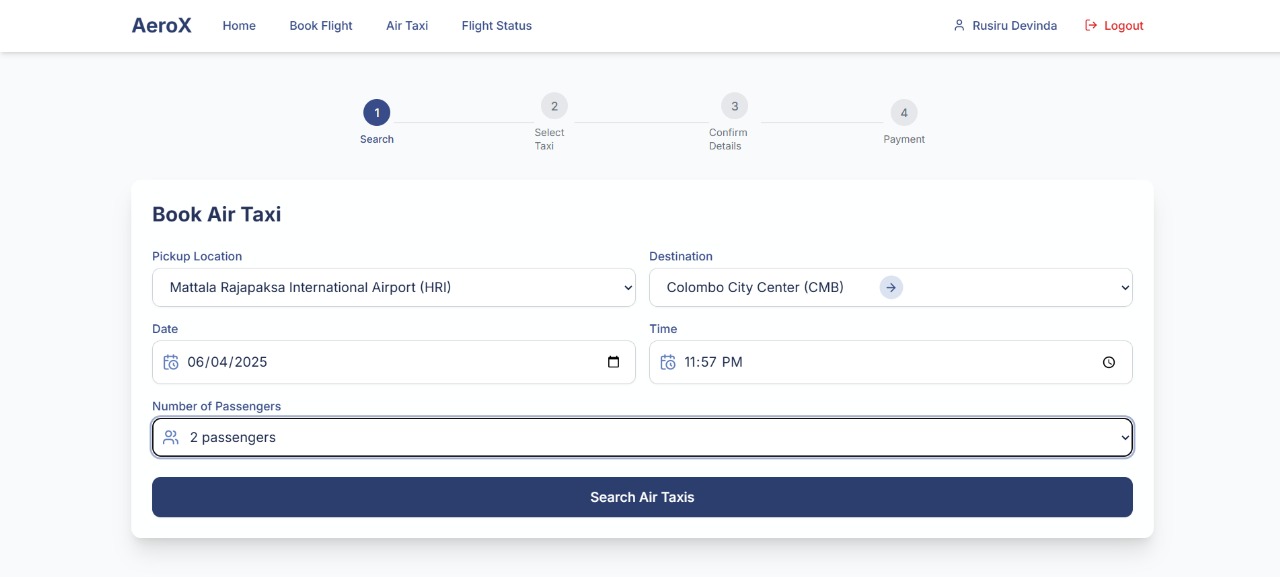 AeroX Home Book Flight Air Taxi Flight Status Rusiru Devinda Logout
1 2 3 4
Search Select Taxi Confirm Details Payment
Book Air Taxi
Pickup Location Destination
Mattala Rajapaksa International Airport (HRI) Colombo City Center (CMB)
Date Time
06/04/2025 11:57 PM
Number of Passengers
2 passengers
Search Air Taxis